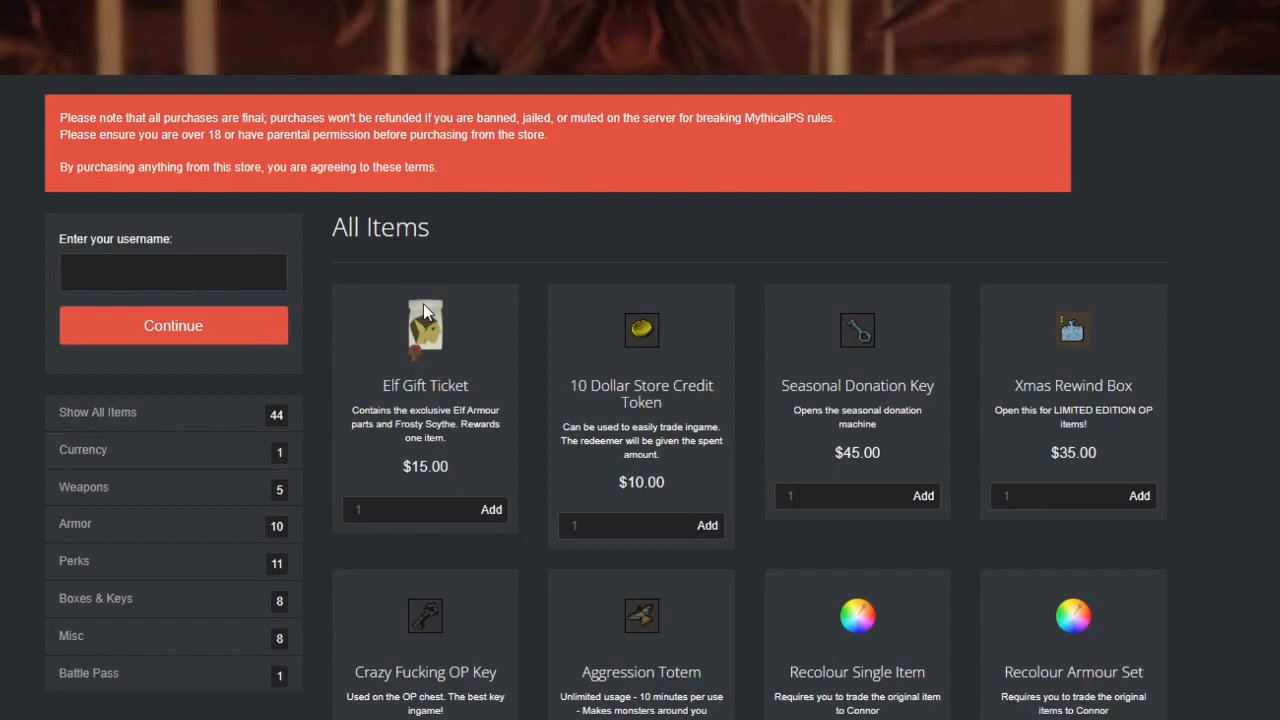 Please note that all purchases are final; purchases won't be refunded if you are banned, jailed, or muted on the server for breaking MythicalPS rules.
Please ensure you are over 18 or have parental permission before purchasing from the store.
By purchasing anything from this store, you are agreeing to these terms.
Enter your username:
Continue
Show All Items 44
Currency 1
Weapons 5
Armor 10
Perks 11
Boxes & Keys 8
Misc 8
Battle Pass 1
All Items
Elf Gift Ticket
Contains the exclusive Elf Armour
parts and Frosty Scythe. Rewards
one item.
$15.00
1 Add
10 Dollar Store Credit
Token
Can be used to easily trade ingame.
The redeemer will be given the spent
amount.
$10.00
1 Add
Seasonal Donation Key
Opens the seasonal donation
machine
$45.00
1 Add
Xmas Rewind Box
Open this for LIMITED EDITION OP
items!
$35.00
1 Add
Crazy Fucking OP Key
Used on the OP chest. The best key
ingame!
Aggression Totem
Unlimited usage - 10 minutes per use
- Makes monsters around you
Recolour Single Item
Requires you to trade the original item
to Connor
Recolour Armour Set
Requires you to trade the original
items to Connor